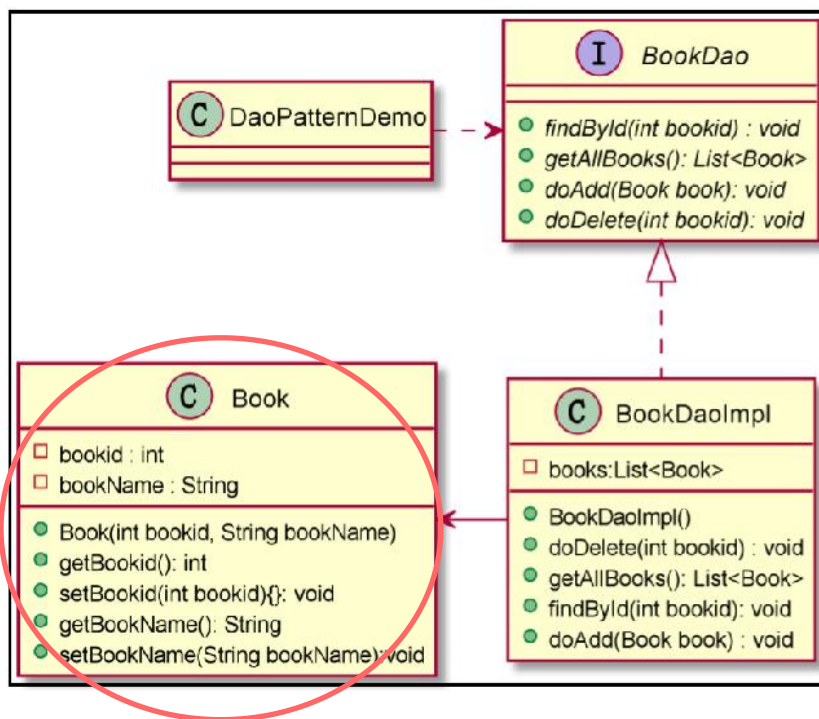 I BookDao
C DaoPatternDemo
findById(int bookid) : void
getAllBooks(): List<Book>
doAdd(Book book): void
doDelete(int bookid): void
C Book
bookid : int
bookName : String
Book(int bookid, String bookName)
getBookid(): int
setBookid(int bookid){}: void
getBookName(): String
setBookName(String bookName):void
C BookDaoImpl
books:List<Book>
BookDaoImpl()
doDelete(int bookid) : void
getAllBooks(): List<Book>
findById(int bookid): void
doAdd(Book book) : void